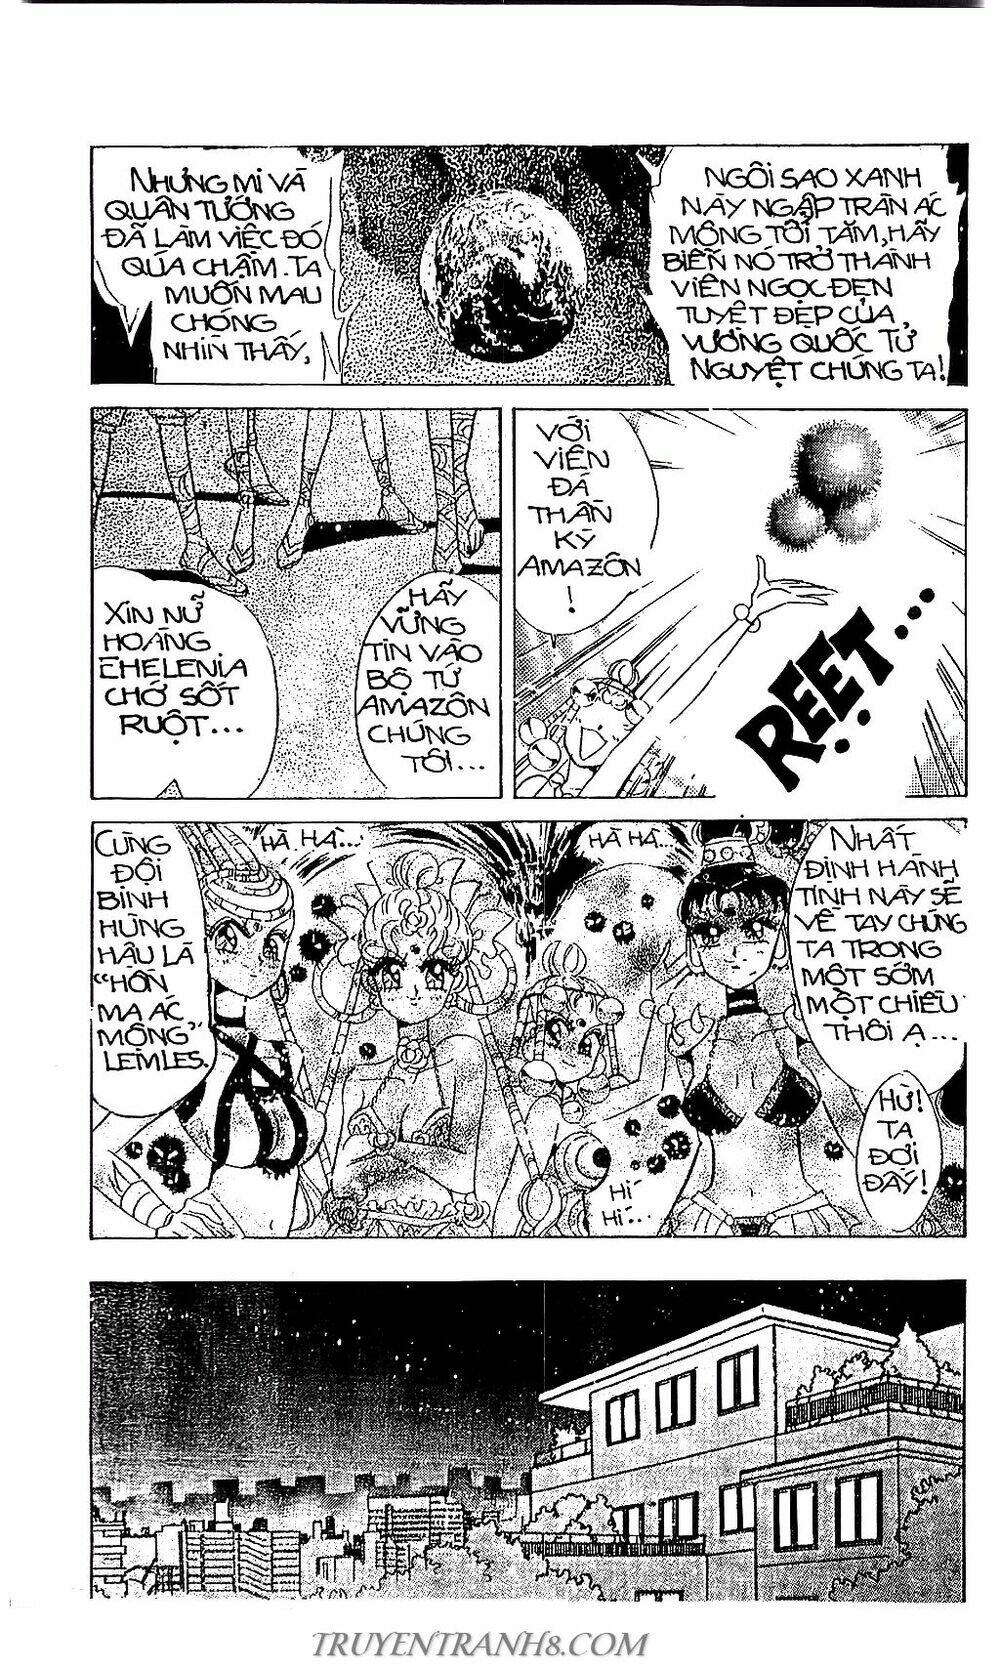 NGÔI SAO XANH
NÀY NGẬP TRÀN ÁC
MỘNG TỐI TĂM, HÃY
BIẾN NÓ TRỞ THÀNH
VIÊN NGỌC ĐEN
TUYỆT ĐẸP CỦA
VƯƠNG QUỐC TỬ
NGUYỆT CHÚNG TA!
NHƯNG MI VÀ
QUÂN TƯỚNG
ĐÃ LÀM VIỆC ĐÓ
QÚA CHẬM. TA
MUỐN MAU
CHÓNG
NHÌN THẤY,
VỚI
VIÊN
ĐÁ
THẦN
KỲ
AMAZÔN
!
REET...
HÃY
VỮNG
TIN VÀO
BỘ TỨ
AMAZÔN
CHÚNG
TÔI...
XIN NỮ
HOÀNG
EHELENIA
CHỚ SỐT
RUỘT...
NHẤT
ĐỊNH HÀNH
TINH NÀY SẼ
VỀ TAY CHÚNG
TA TRONG
MỘT SỚM
MỘT CHIỀU
THÔI Ạ...
HỪ!
TA
ĐỢI
ĐẤY!
HÀ HÀ...
HÀ HÀ...
HÍ
HÍ...
CÙNG
ĐỘI
BINH
HÙNG
HẬU LÀ
"HỒN
MA ÁC
MỘNG"
LEIMLES.
TRUYENTRANH8.COM